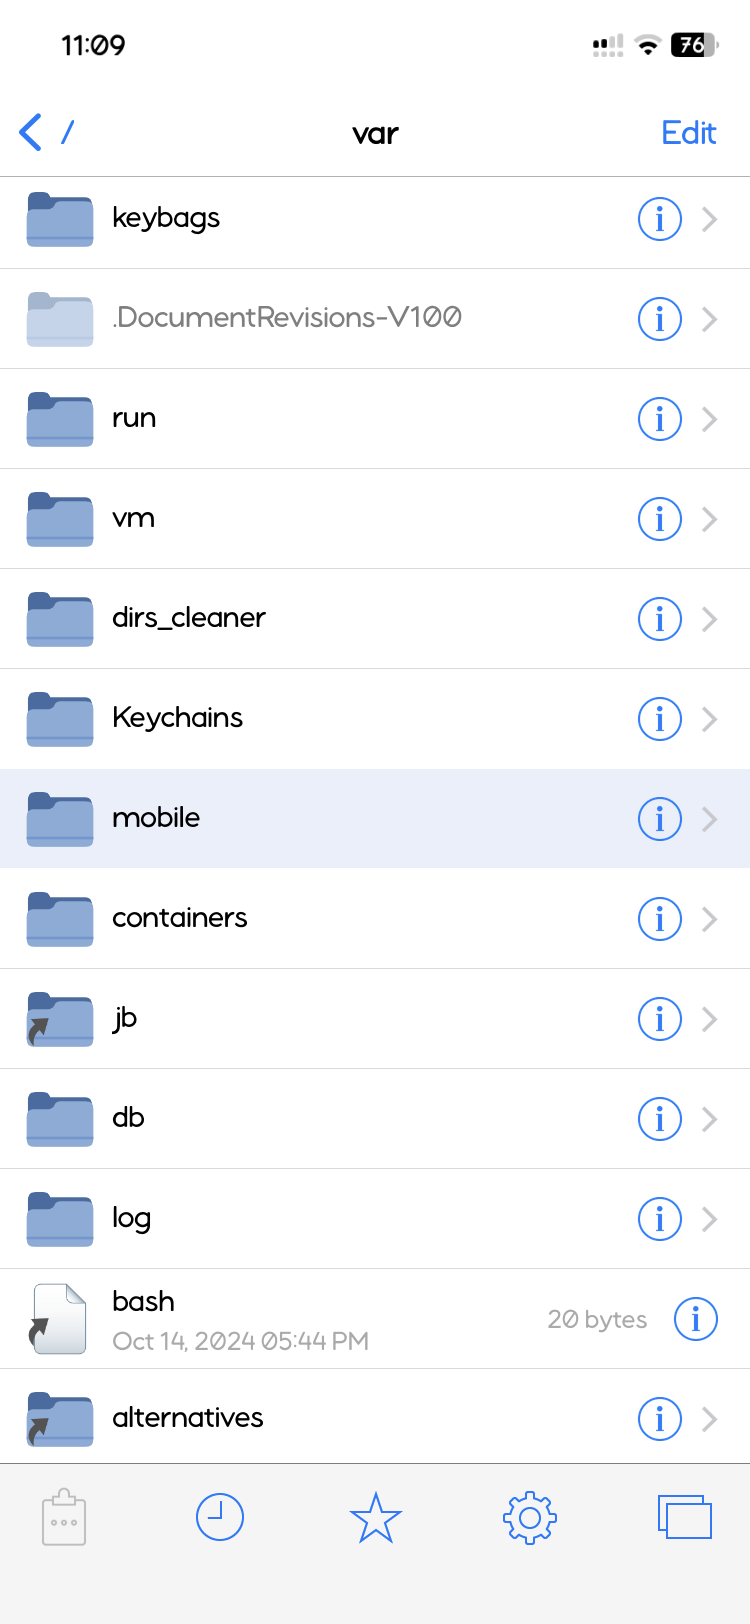 11:09
76
/
var
Edit
keybags
.DocumentRevisions-V100
run
vm
dirs_cleaner
Keychains
mobile
containers
jb
db
log
bash
20 bytes
Oct 14, 2024 05:44 PM
alternatives